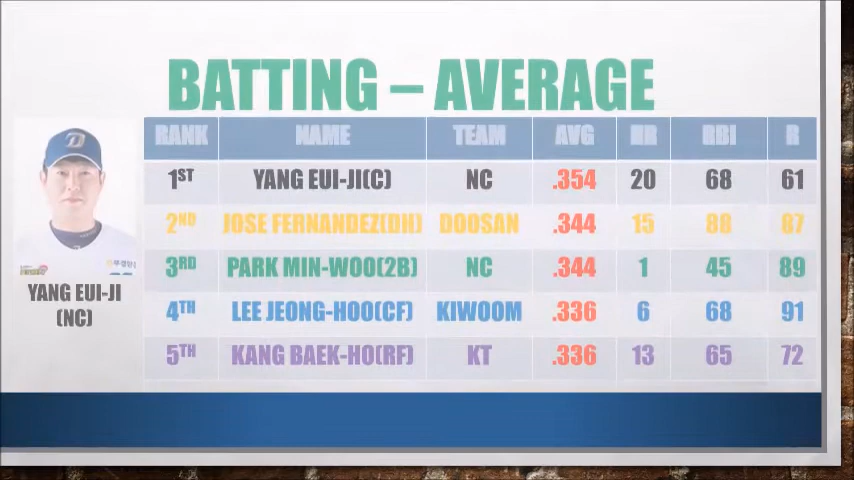 BATTING – AVERAGE
RANK NAME TEAM AVG HR RBI R
1ST YANG EUI-JI(C) NC .354 20 68 61
2ND JOSE FERNANDEZ(DH) DOOSAN .344 15 88 87
3RD PARK MIN-WOO(2B) NC .344 1 45 89
4TH LEE JEONG-HOO(CF) KIWOOM .336 6 68 91
5TH KANG BAEK-HO(RF) KT .336 13 65 72
YANG EUI-JI
(NC)